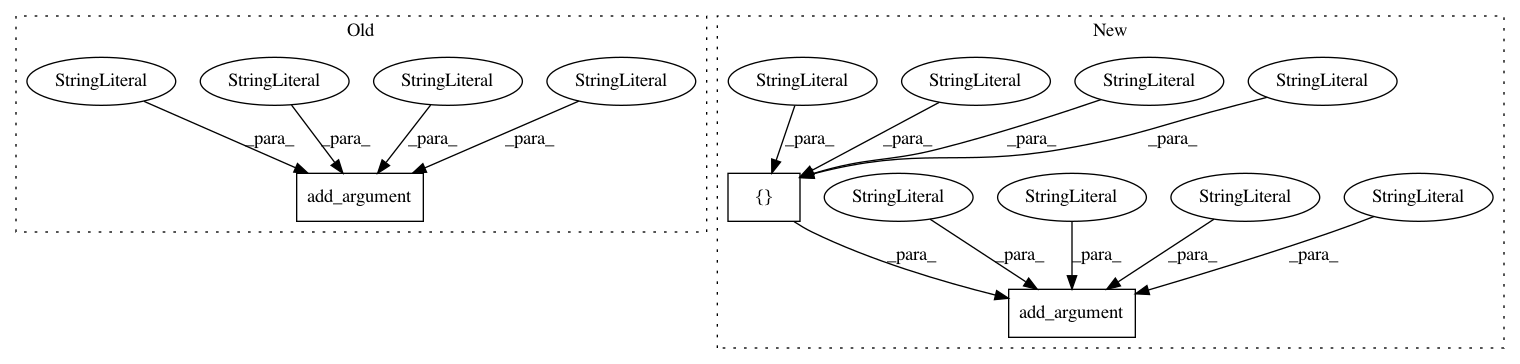 Old
StringLiteral StringLiteral StringLiteral StringLiteral
_para_ _para_ _para_ _para_
add_argument
New
StringLiteral StringLiteral StringLiteral StringLiteral
_para_ _para_ _para_ _para_
{} StringLiteral StringLiteral StringLiteral StringLiteral
_para_ _para_ _para_ _para_ _para_
add_argument